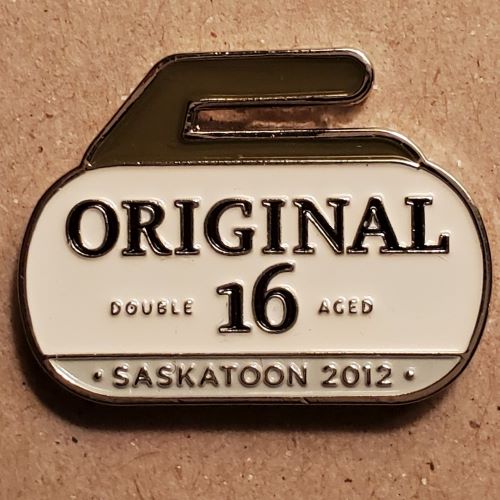 ORIGINAL
DOUBLE 16 AGED
· SASKATOON 2012 ·